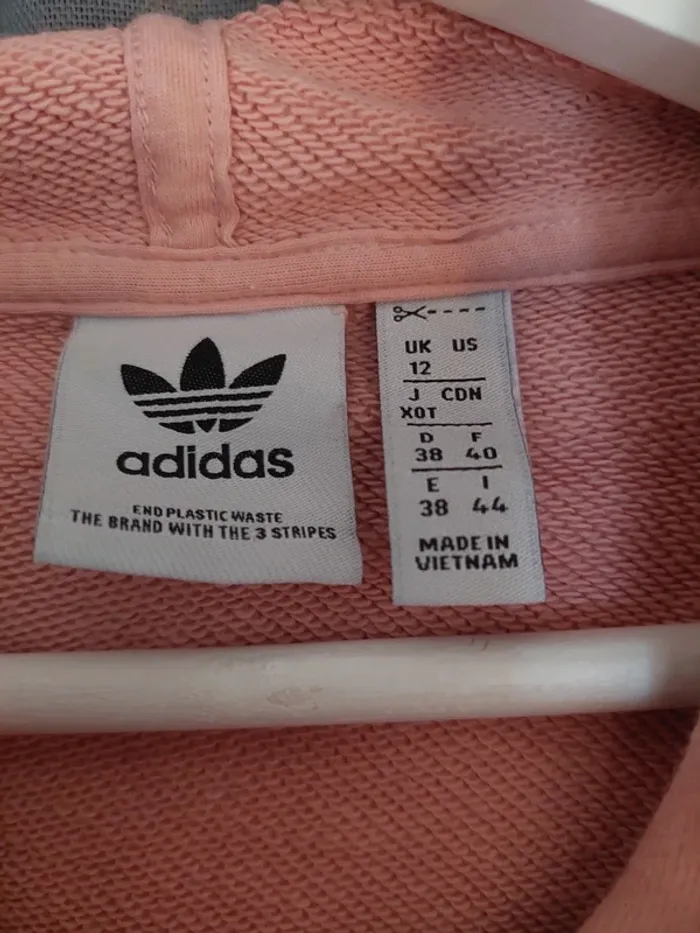 adidas
END PLASTIC WASTE
THE BRAND WITH THE 3 STRIPES
UK US
12
J CDN
XOT
D F
38 40
E I
38 44
MADE IN
VIETNAM